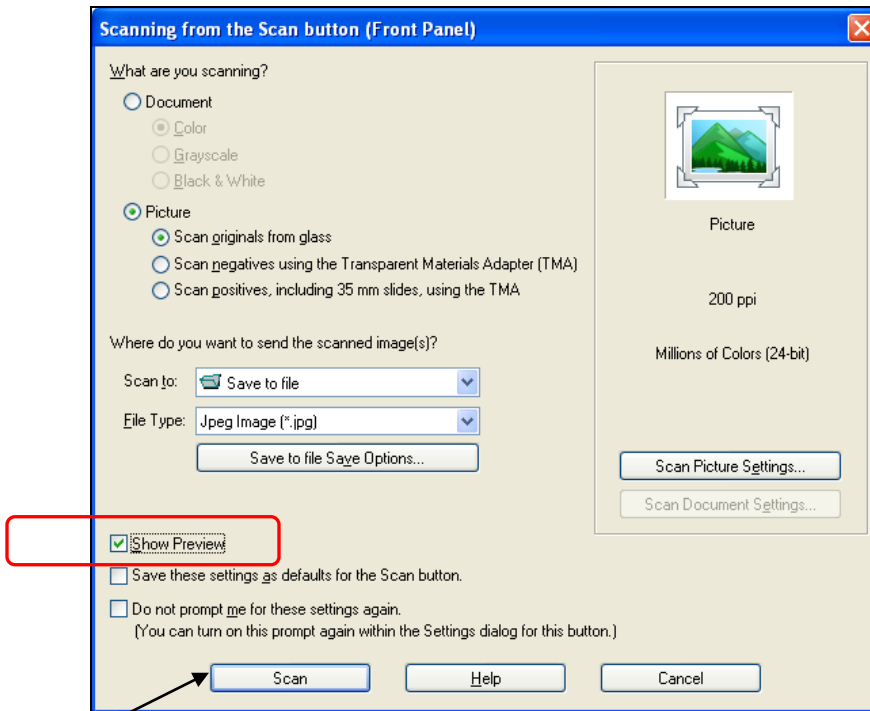 Scanning from the Scan button (Front Panel)
What are you scanning?
Document
Color
Grayscale
Black & White
Picture
Scan originals from glass
Scan negatives using the Transparent Materials Adapter (TMA)
Scan positives, including 35 mm slides, using the TMA
Picture
200 ppi
Millions of Colors (24-bit)
Where do you want to send the scanned image(s)?
Scan to: Save to file
File Type: Jpeg Image (*.jpg)
Save to file Save Options...
Scan Picture Settings...
Scan Document Settings...
Show Preview
Save these settings as defaults for the Scan button.
Do not prompt me for these settings again.
(You can turn on this prompt again within the Settings dialog for this button.)
Scan Help Cancel